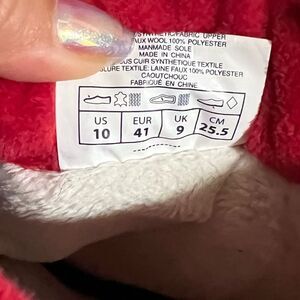 SYNTHETIC/FABRIC UPPER
FAUX WOOL 100% POLYESTER
MANMADE SOLE
MADE IN CHINA
CUIR SYNTHETIQUE TEXTILE
TEXTILE: LAINE FAUX 100% POLYESTER
CAOUTCHOUC
FABRIQUÉ EN CHINE
US EUR UK CM
10 41 9 25.5